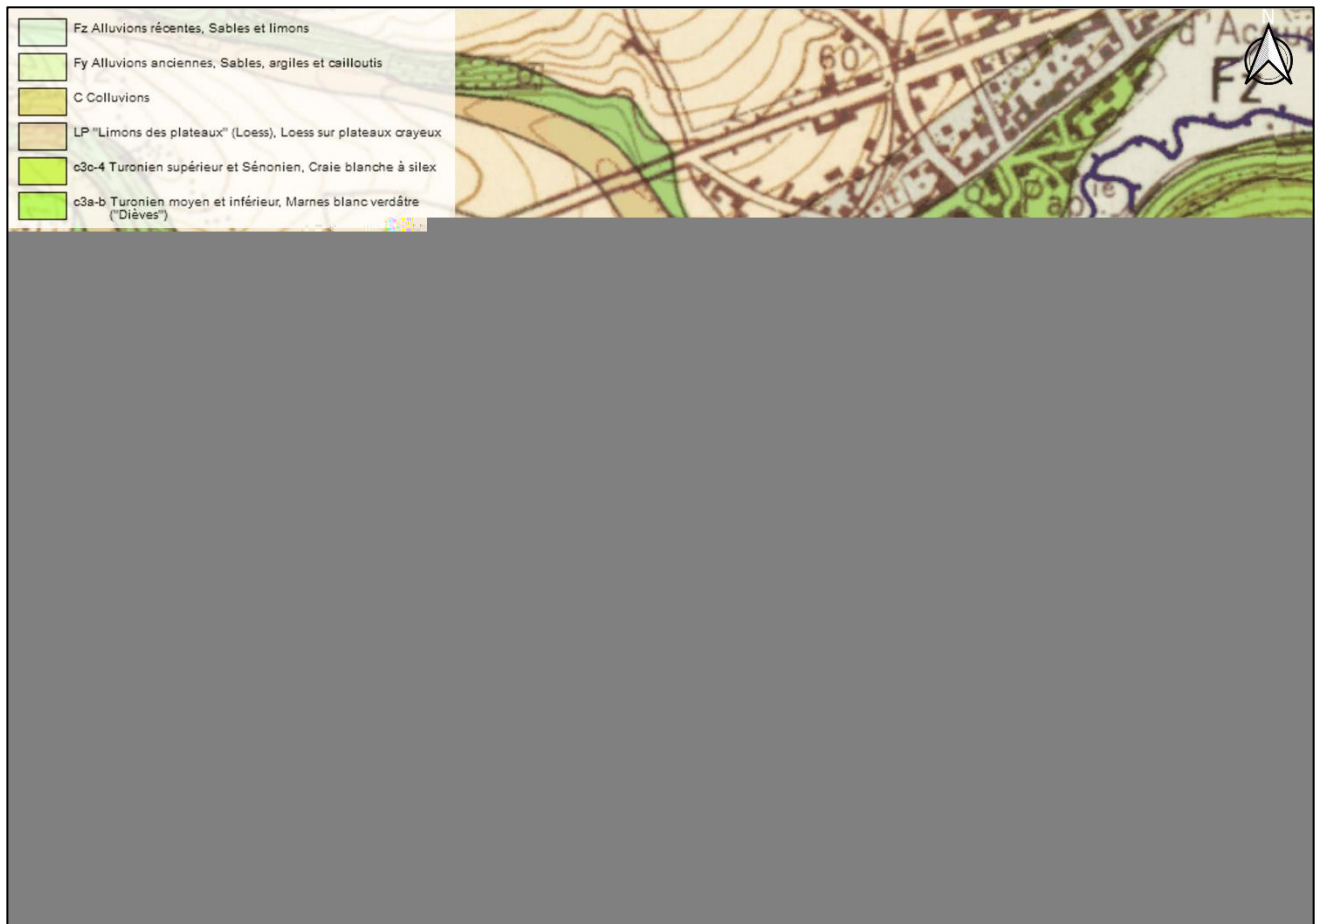 Fz Alluvions récentes, Sables et limons
Fy Alluvions anciennes, Sables, argiles et cailloutis
C Colluvions
LP "Limons des plateaux" (Loess), Loess sur plateaux crayeux
c3c-4 Turonien supérieur et Sénonien, Craie blanche à silex
c3a-b Turonien moyen et inférieur, Marnes blanc verdâtre
("Dièves")
N
60
Fz